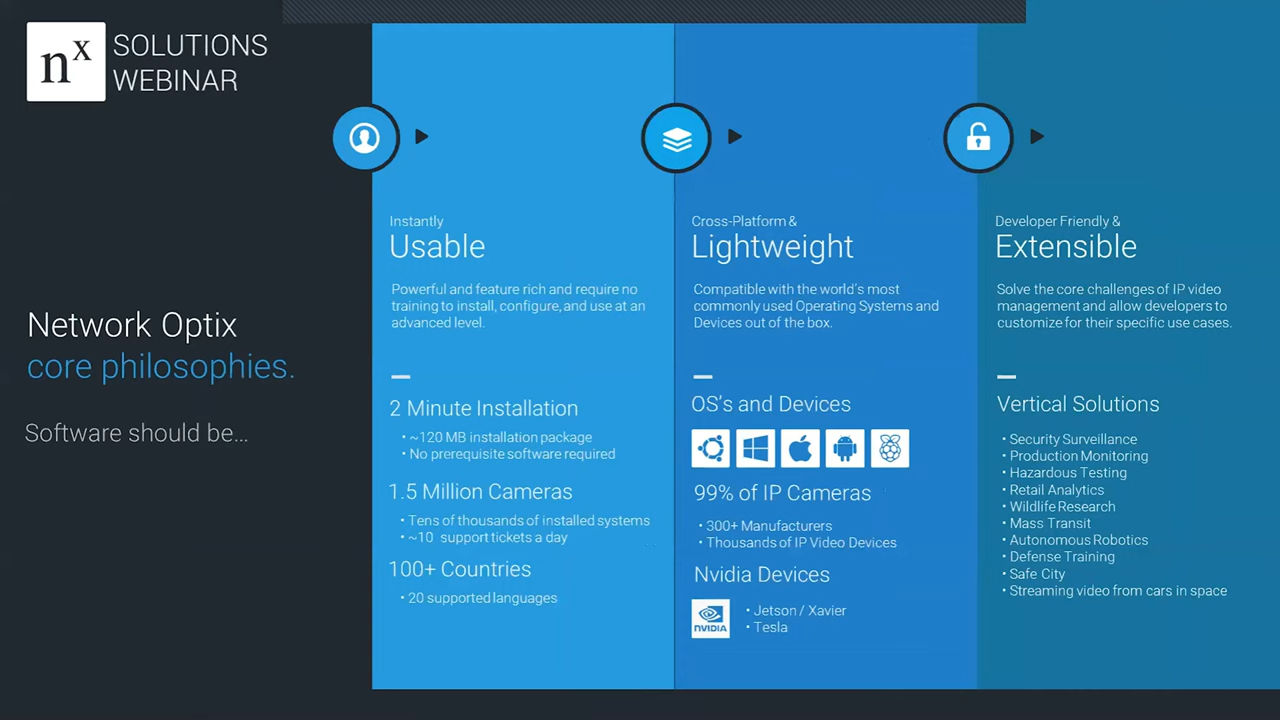 nx
SOLUTIONS
WEBINAR
Network Optix
core philosophies.
Software should be...
Instantly
Usable
Powerful and feature rich and require no
training to install, configure, and use at an
advanced level.
2 Minute Installation
• ~120 MB installation package
• No prerequisite software required
1.5 Million Cameras
• Tens of thousands of installed systems
• ~10 support tickets a day
100+ Countries
• 20 supported languages
Cross-Platform &
Lightweight
Compatible with the world's most
commonly used Operating Systems and
Devices out of the box.
OS's and Devices
99% of IP Cameras
• 300+ Manufacturers
• Thousands of IP Video Devices
Nvidia Devices
NVIDIA
• Jetson / Xavier
• Tesla
Developer Friendly &
Extensible
Solve the core challenges of IP video
management and allow developers to
customize for their specific use cases.
Vertical Solutions
• Security Surveillance
• Production Monitoring
• Hazardous Testing
• Retail Analytics
• Wildlife Research
• Mass Transit
• Autonomous Robotics
• Defense Training
• Safe City
• Streaming video from cars in space